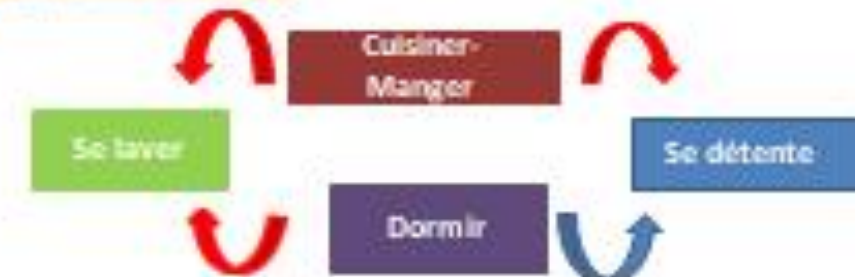 Cuisiner-
Manger
Se laver
Se détente
Dormir